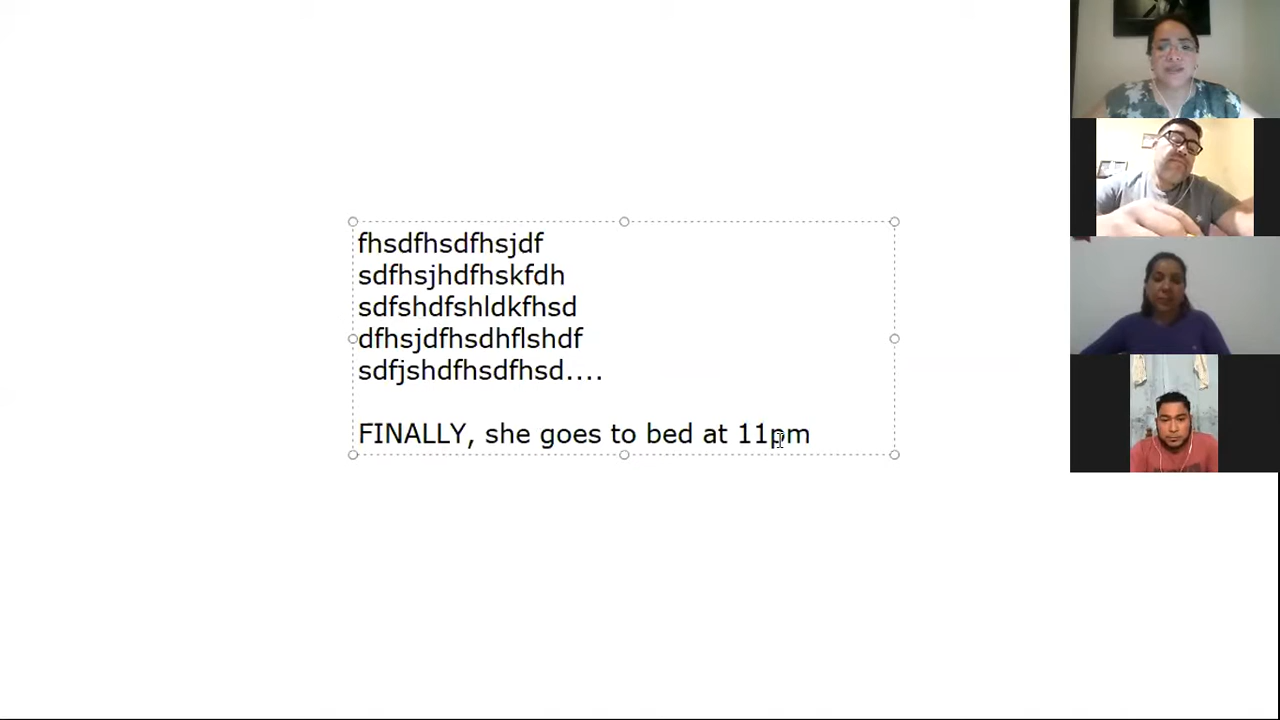 fhsdfhsdfhsjdf
sdfhsjhdfhskfdh
sdfshdfshldkfhsd
dfhsjdfhsdhflshdf
sdfjshdfhsdfhsd....
FINALLY, she goes to bed at 11pm